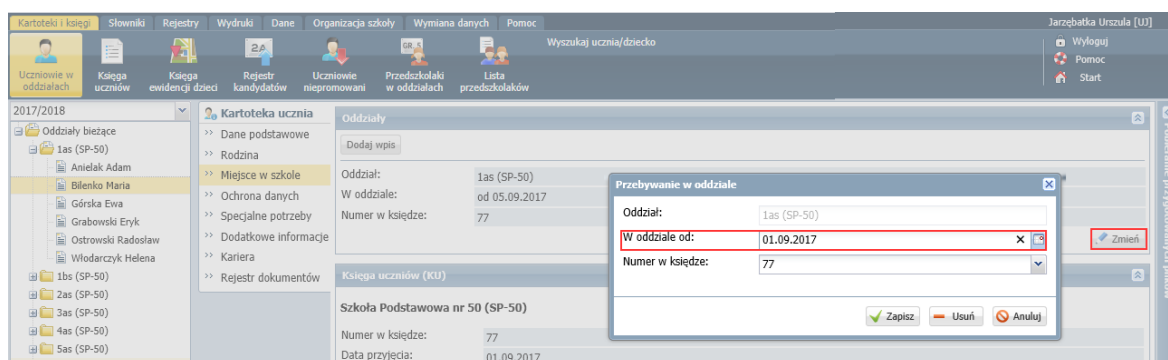 Kartoteki i księgi Słowniki Rejestry Wydruki Dane Organizacja szkoły Wymiana danych Pomoc Jarzębatka Urszula [UJ]
Uczniowie w oddziałach
Księga uczniów
Księga ewidencji dzieci
2A
Rejestr kandydatów
Uczniowie niepromowani
GR. S
Przedszkolaki w oddziałach
Lista przedszkolaków
Wyszukaj ucznia/dziecko
Wyloguj
Pomoc
Start
2017/2018
Oddziały bieżące
1as (SP-50)
Anielak Adam
Bilenko Maria
Górska Ewa
Grabowski Eryk
Ostrowski Radosław
Włodarczyk Helena
1bs (SP-50)
2as (SP-50)
3as (SP-50)
4as (SP-50)
5as (SP-50)
Kartoteka ucznia
Dane podstawowe
Rodzina
Miejsce w szkole
Ochrona danych
Specjalne potrzeby
Dodatkowe informacje
Kariera
Rejestr dokumentów
Oddziały
Dodaj wpis
Oddział: 1as (SP-50)
W oddziale: od 05.09.2017
Numer w księdze: 77
Zmień
Księga uczniów (KU)
Szkoła Podstawowa nr 50 (SP-50)
Numer w księdze: 77
Data przyjęcia: 01.09.2017
Przebywanie w oddziale
Oddział: 1as (SP-50)
W oddziale od: 01.09.2017
Numer w księdze: 77
Zapisz Usuń Anuluj